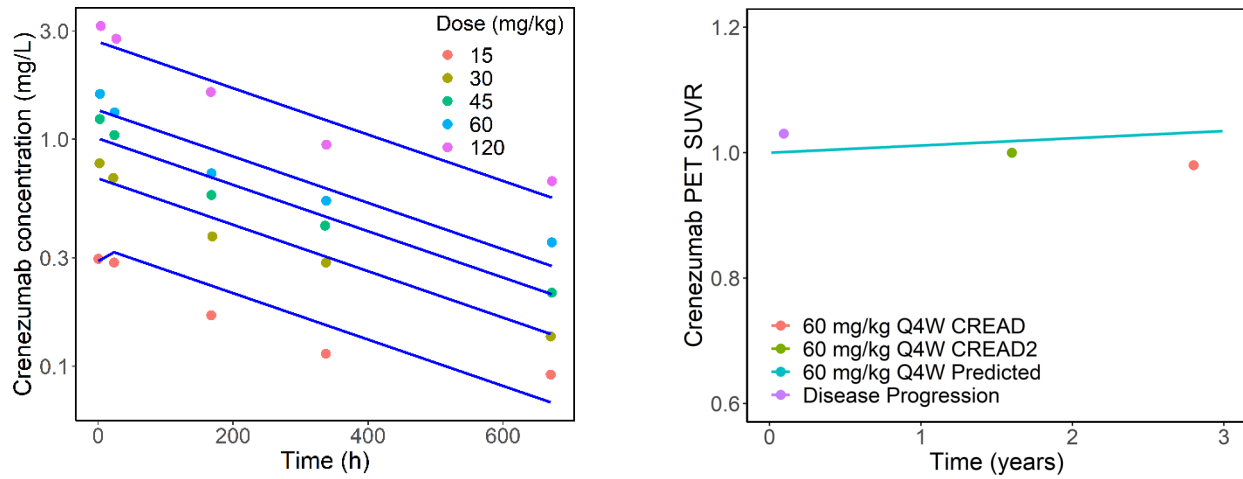 Crenezumab concentration (mg/L)
3.0
1.0
0.3
0.1
Dose (mg/kg)
15
30
45
60
120
0
200
400
600
Time (h)
Crenezumab PET SUVR
1.2
1.0
0.8
0.6
60 mg/kg Q4W CREAD
60 mg/kg Q4W CREAD2
60 mg/kg Q4W Predicted
Disease Progression
0
1
2
3
Time (years)